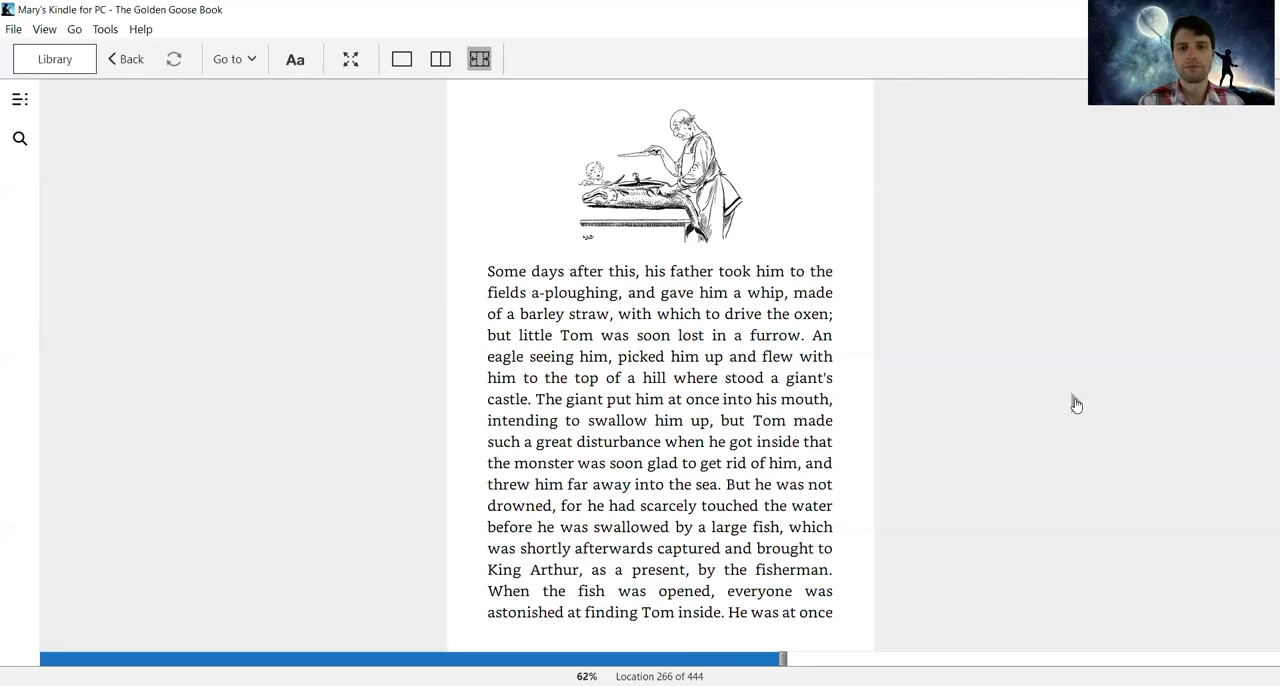 Mary's Kindle for PC - The Golden Goose Book
File View Go Tools Help
Library Back Go to Aa
Some days after this, his father took him to the
fields a-ploughing, and gave him a whip, made
of a barley straw, with which to drive the oxen;
but little Tom was soon lost in a furrow. An
eagle seeing him, picked him up and flew with
him to the top of a hill where stood a giant's
castle. The giant put him at once into his mouth,
intending to swallow him up, but Tom made
such a great disturbance when he got inside that
the monster was soon glad to get rid of him, and
threw him far away into the sea. But he was not
drowned, for he had scarcely touched the water
before he was swallowed by a large fish, which
was shortly afterwards captured and brought to
King Arthur, as a present, by the fisherman.
When the fish was opened, everyone was
astonished at finding Tom inside. He was at once
62% Location 266 of 444